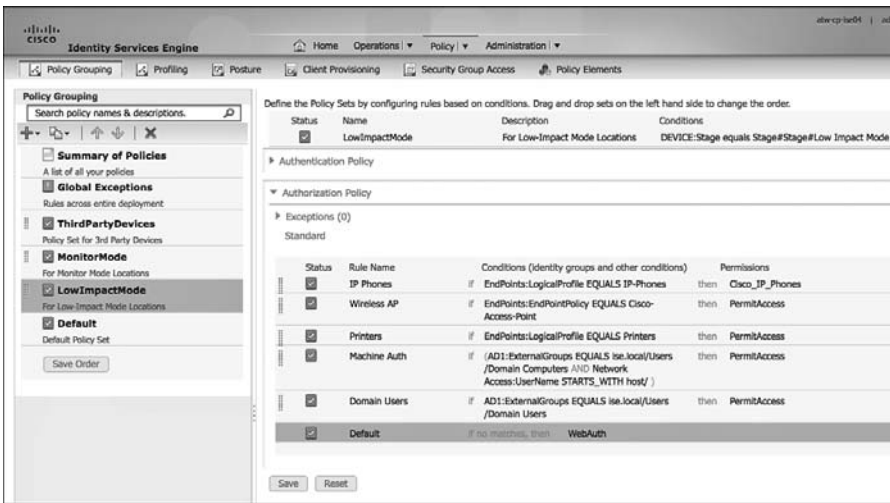 atw-cp-ise04
cisco
Identity Services Engine
Home Operations Policy Administration
Policy Grouping Profiling Posture Client Provisioning Security Group Access Policy Elements
Policy Grouping
Search policy names & descriptions.
Summary of Policies
A list of all your policies
Global Exceptions
Rules across entire deployment
ThirdPartyDevices
Policy Set for 3rd Party Devices
MonitorMode
For Monitor Mode Locations
LowImpactMode
For Low-Impact Mode Locations
Default
Default Policy Set
Save Order
Define the Policy Sets by configuring rules based on conditions. Drag and drop sets on the left hand side to change the order.
Status Name Description Conditions
LowImpactMode For Low-Impact Mode Locations DEVICE:Stage equals Stage#Stage#Low Impact Mode
Authentication Policy
Authorization Policy
Exceptions (0)
Standard
Status Rule Name Conditions (identity groups and other conditions) Permissions
IP Phones if EndPoints:LogicalProfile EQUALS IP-Phones then Cisco_IP_Phones
Wireless AP if EndPoints:EndPointPolicy EQUALS Cisco- then PermitAccess
Access-Point
Printers if EndPoints:LogicalProfile EQUALS Printers then PermitAccess
Machine Auth if (AD1:ExternalGroups EQUALS ise.local/Users then PermitAccess
/Domain Computers AND Network
Access:UserName STARTS_WITH host/ )
Domain Users if AD1:ExternalGroups EQUALS ise.local/Users then PermitAccess
/Domain Users
Default If no matches, then WebAuth
Save Reset